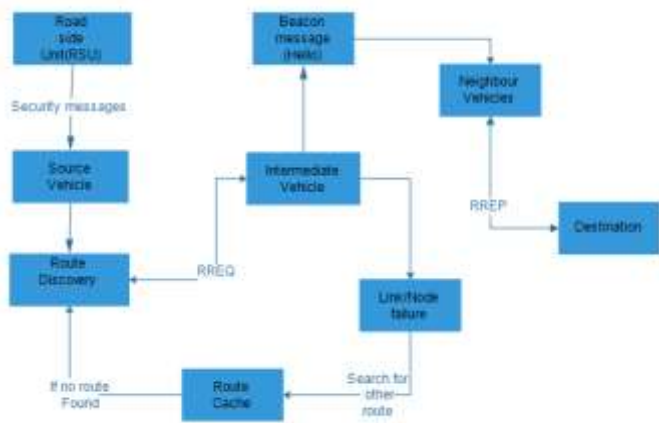 Road
side
Unit(RSU)
Beacon
message
(Hello)
Neighbour
Vehicles
Security messages
Source
Vehicle
Intermediate
Vehicle
RREP
Destination
Route
Discovery
RREQ
Link/Node
failure
If no route
Found
Route
Cache
Search for
other
route